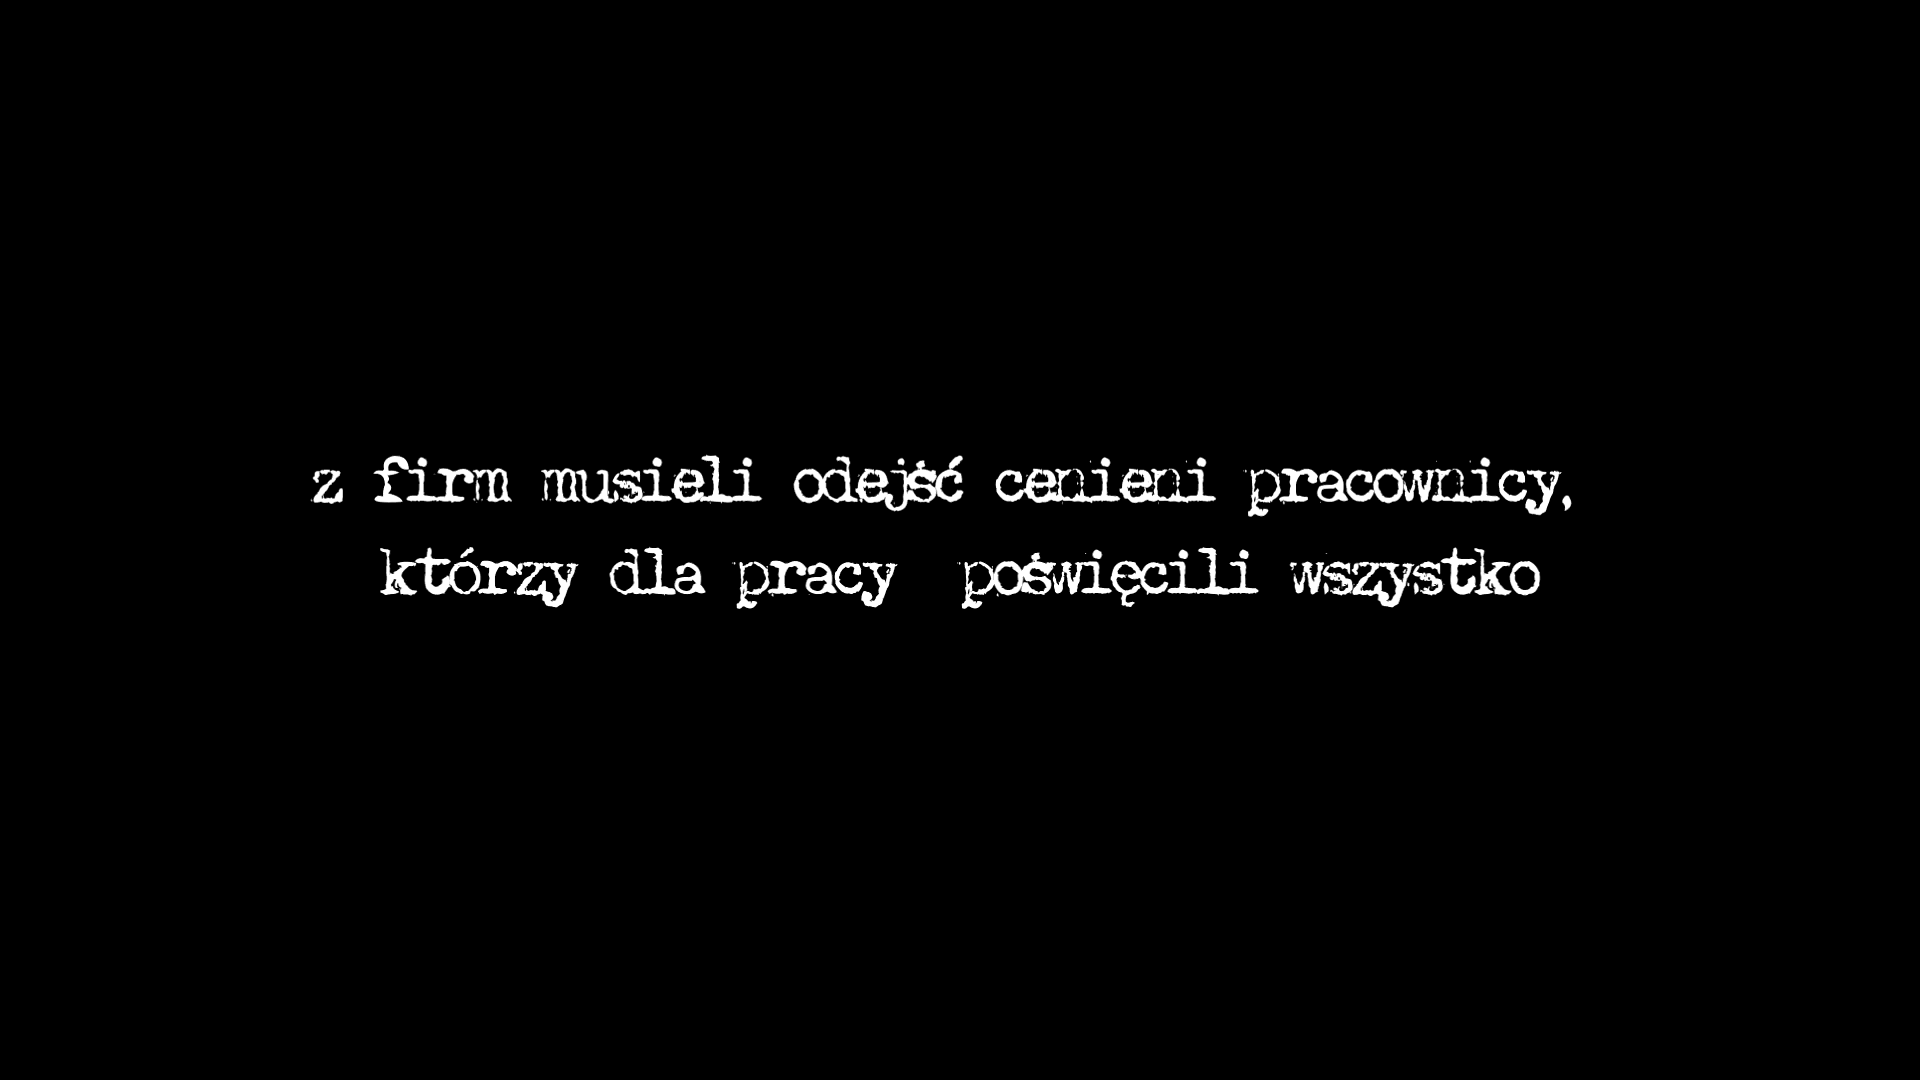 z firm musieli odejść cenieni pracownicy,
którzy dla pracy  poświęcili wszystko